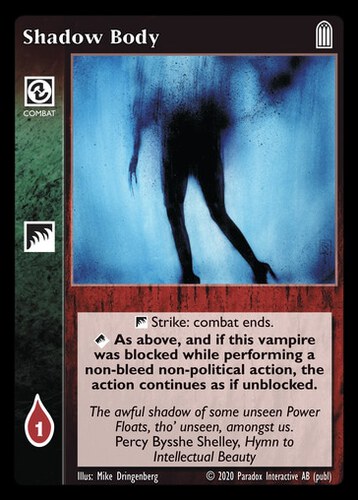 Shadow Body
COMBAT
Strike: combat ends.
As above, and if this vampire
was blocked while performing a
non-bleed non-political action, the
action continues as if unblocked.
The awful shadow of some unseen Power
Floats, tho' unseen, amongst us.
Percy Bysshe Shelley, Hymn to
Intellectual Beauty
1
Illus: Mike Dringenberg © 2020 Paradox Interactive AB (publ)